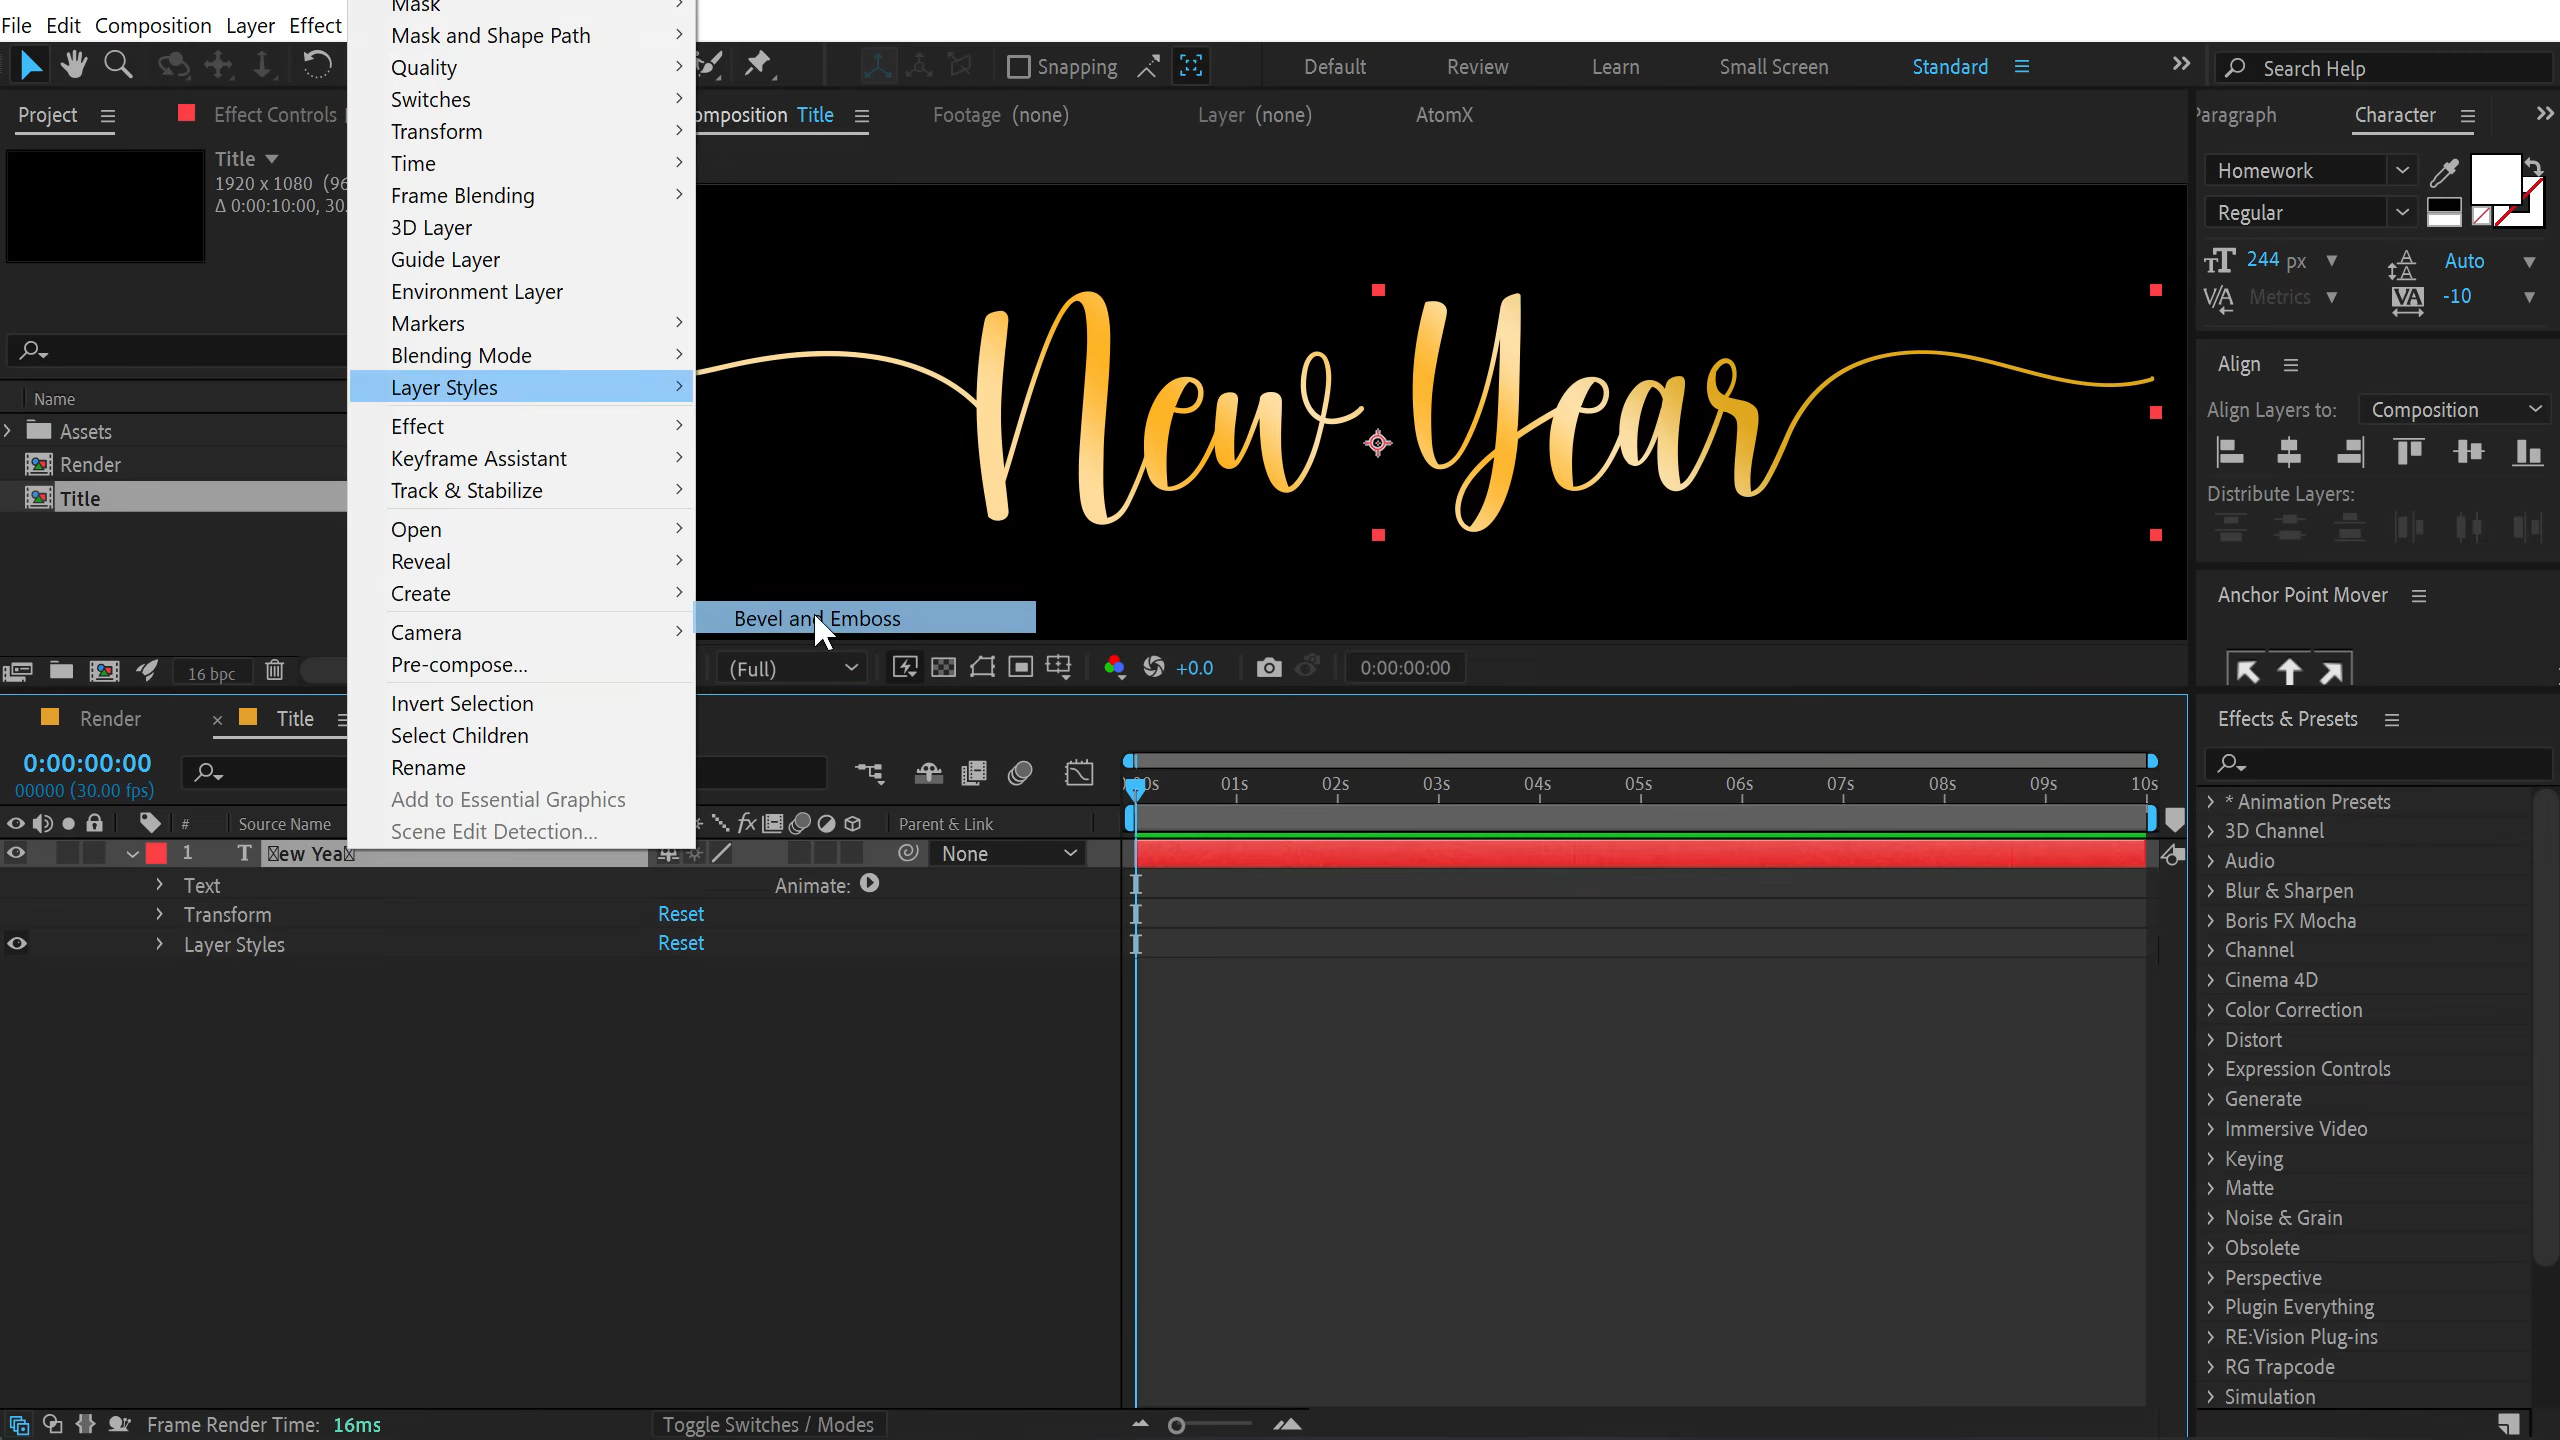 File Edit Composition Layer Effect
Mask
Mask and Shape Path
Quality
Switches
Transform
Time
Frame Blending
3D Layer
Guide Layer
Environment Layer
Markers
Blending Mode
Layer Styles
Effect
Keyframe Assistant
Track & Stabilize
Open
Reveal
Create
Camera
Pre-compose...
Invert Selection
Select Children
Rename
Add to Essential Graphics
Scene Edit Detection...
Bevel and Emboss
Snapping
Default Review Learn Small Screen Standard
Search Help
Project
Effect Controls
Title
1920 x 1080 (96
Δ 0:00:10:00, 30.
Name
Assets
Render
Title
16 bpc
omposition Title
Footage (none)
Layer (none)
AtomX
New Year
(Full)
+0.0
0:00:00:00
Paragraph
Character
Homework
Regular
244 px
Auto
Metrics
-10
Align
Align Layers to: Composition
Distribute Layers:
Anchor Point Mover
Effects & Presets
* Animation Presets
3D Channel
Audio
Blur & Sharpen
Boris FX Mocha
Channel
Cinema 4D
Color Correction
Distort
Expression Controls
Generate
Immersive Video
Keying
Matte
Noise & Grain
Obsolete
Perspective
Plugin Everything
RE:Vision Plug-ins
RG Trapcode
Simulation
Render
Title
0:00:00:00
00000 (30.00 fps)
# Source Name
Parent & Link
00s 01s 02s 03s 04s 05s 06s 07s 08s 09s 10s
1 T ew Yea None
Text Animate:
Transform Reset
Layer Styles Reset
Frame Render Time: 16ms
Toggle Switches / Modes